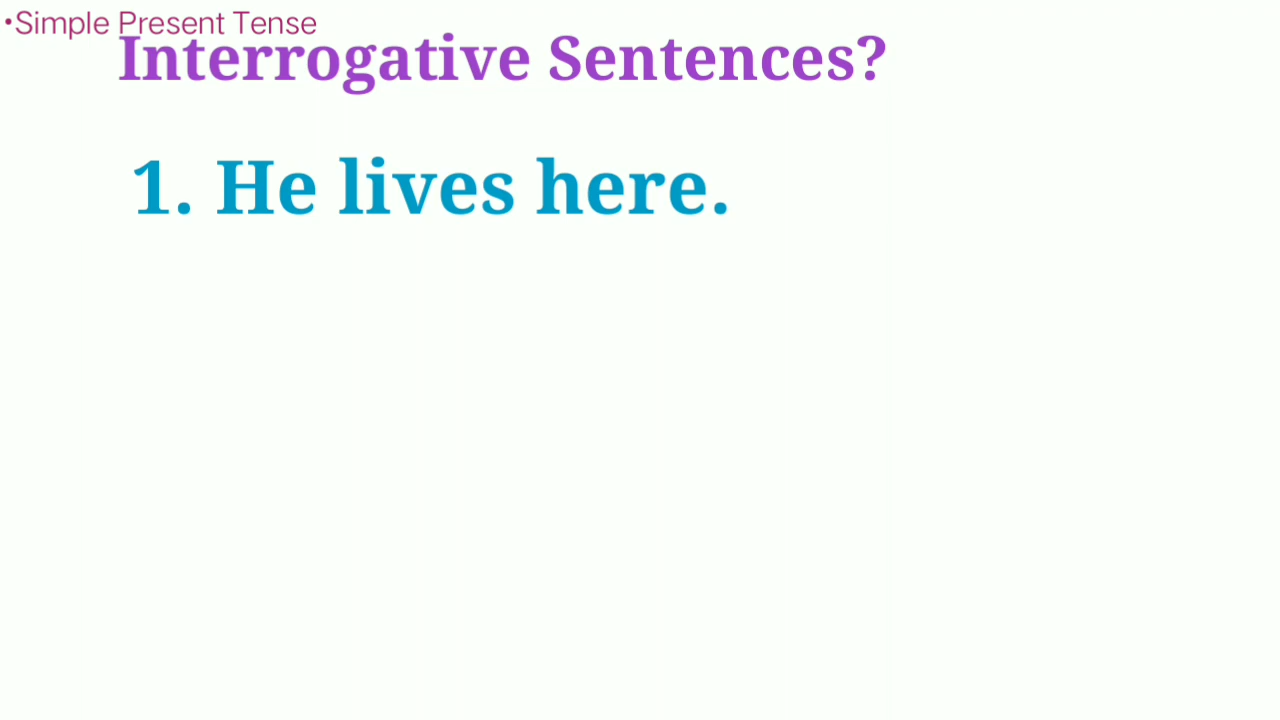 •Simple Present Tense
Interrogative Sentences?
1. He lives here.